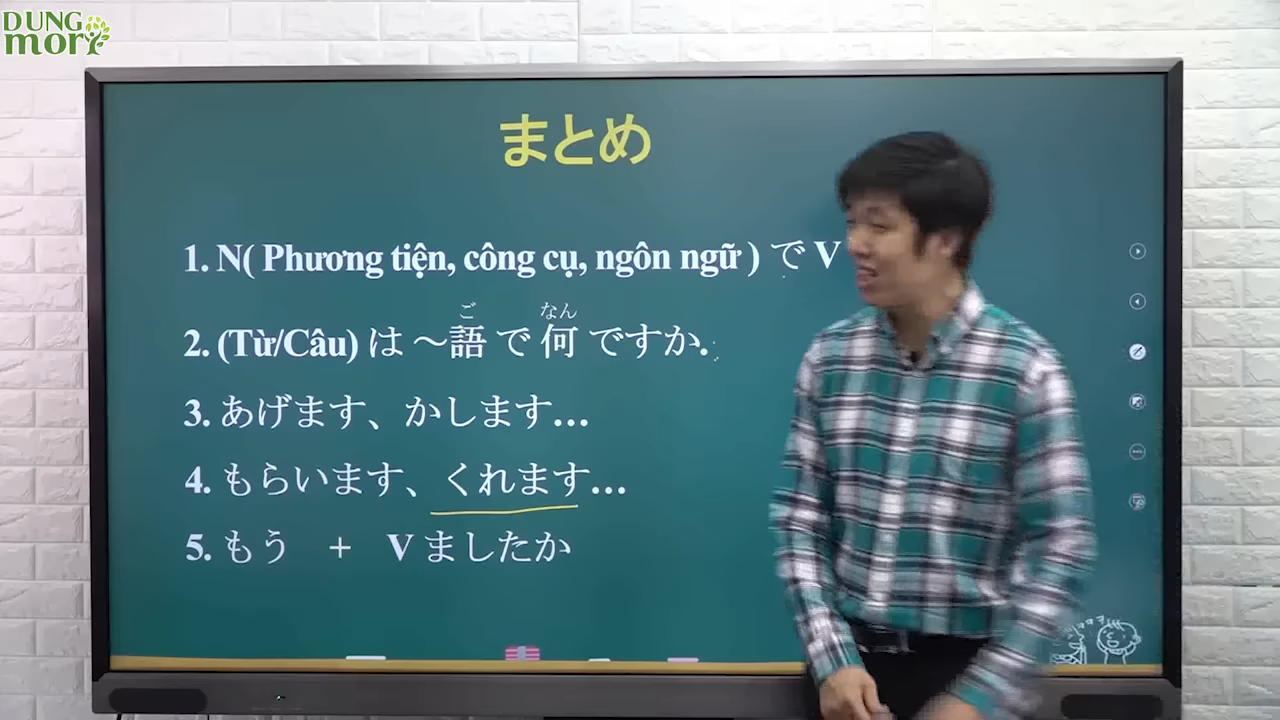 DUNG
mori
まとめ
1. N( Phương tiện, công cụ, ngôn ngữ ) で V
ご なん
2. (Từ/Câu) は ～語 で 何 ですか.
3. あげます、かします...
4. もらいます、くれます...
5. もう + V ましたか